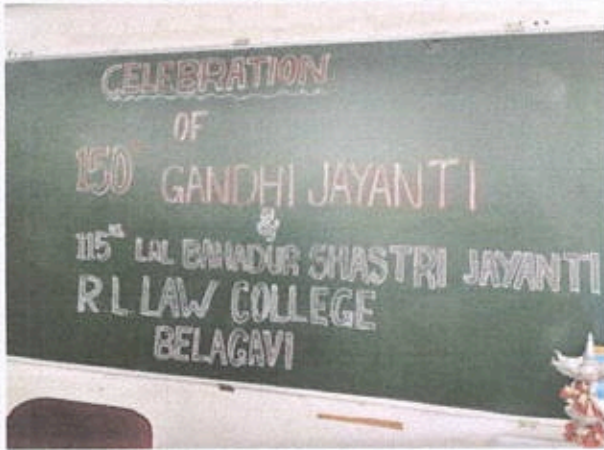 CELEBRATION
OF
150th GANDHI JAYANTI
&
115th LAL BAHADUR SHASTRI JAYANTI
R L LAW COLLEGE
BELAGAVI